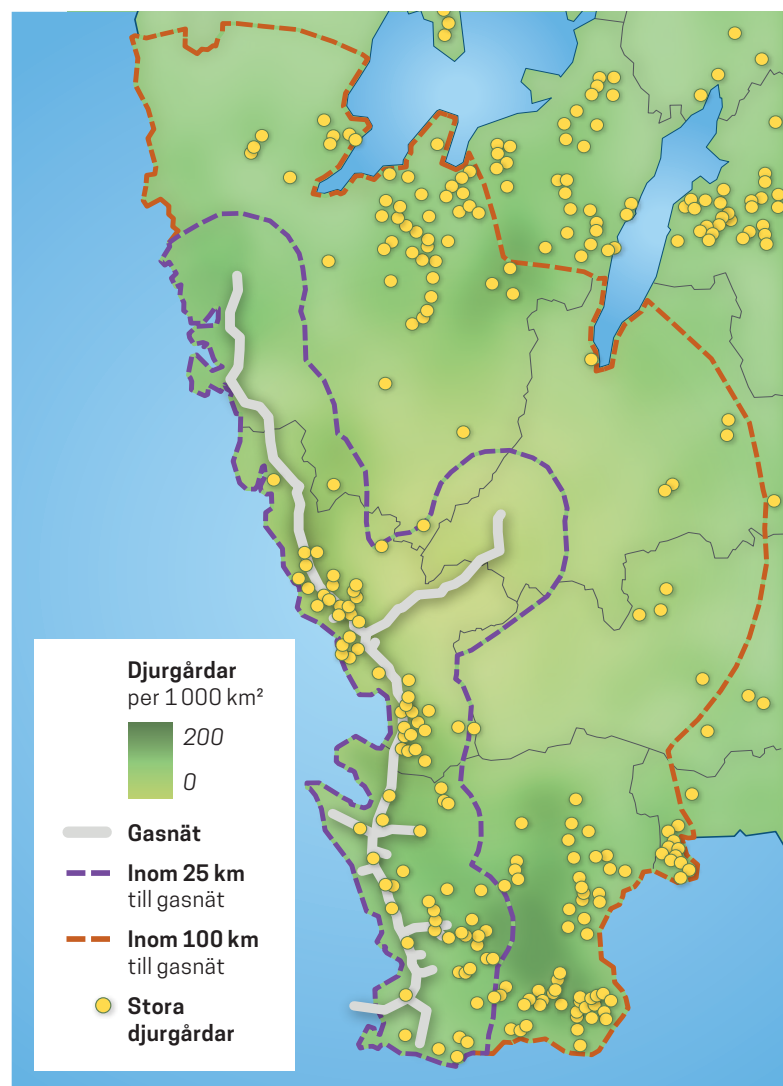 Djurgårdar
per 1 000 km²
200
0
Gasnät
Inom 25 km
till gasnät
Inom 100 km
till gasnät
Stora
djurgårdar